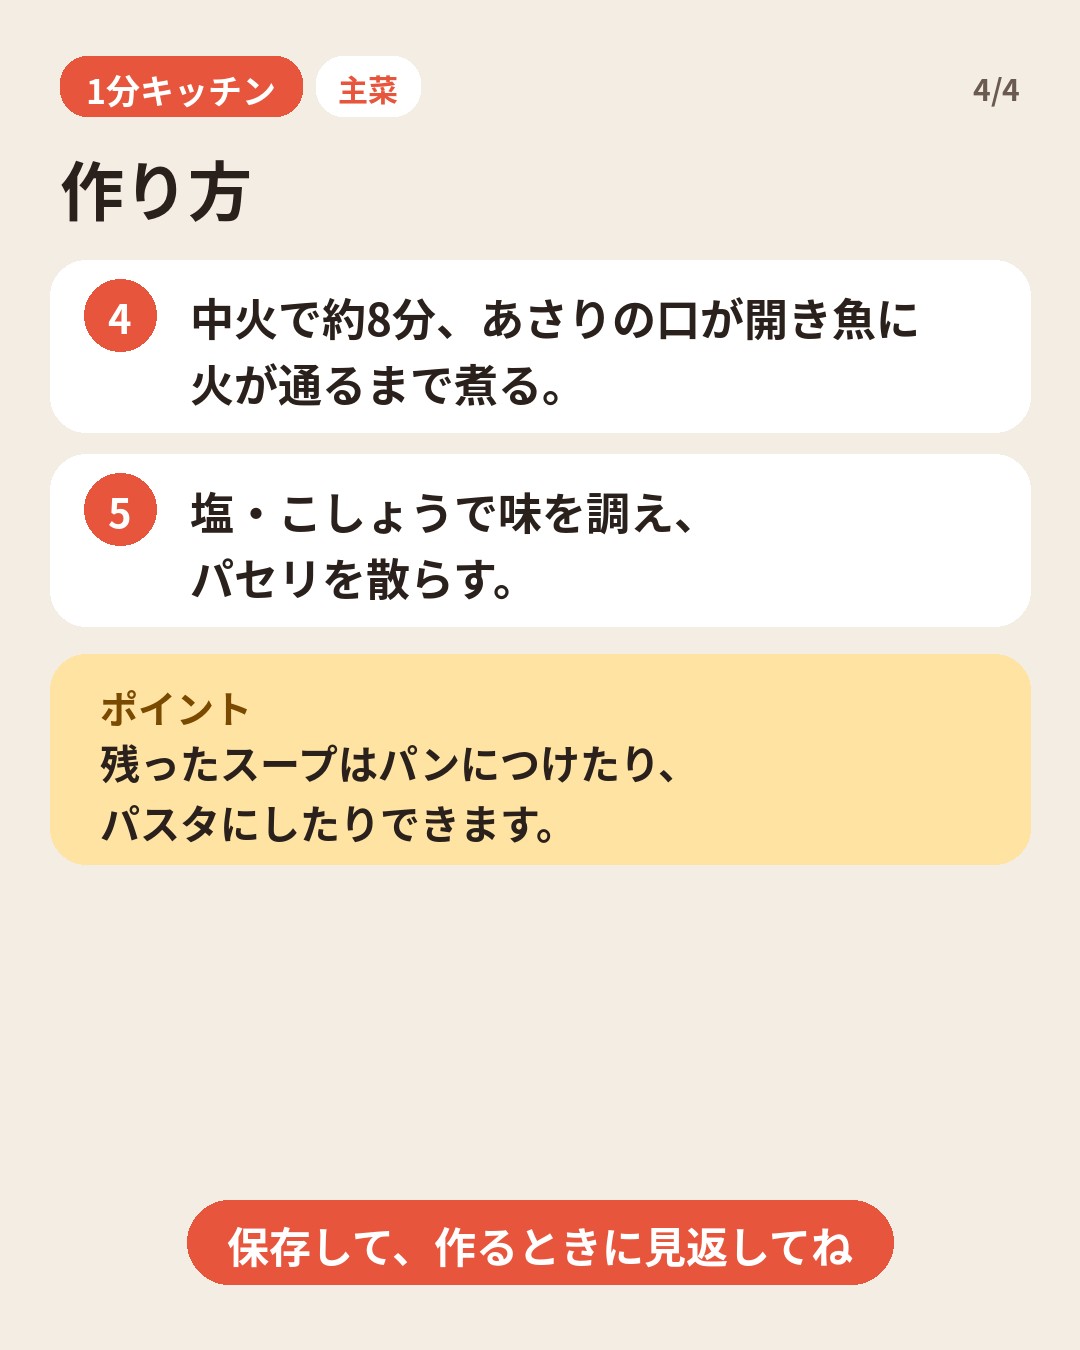 1分キッチン 主菜 4/4
作り方
4 中火で約8分、あさりの口が開き魚に
火が通るまで煮る。
5 塩・こしょうで味を調え、
パセリを散らす。
ポイント
残ったスープはパンにつけたり、
パスタにしたりできます。
保存して、作るときに見返してね